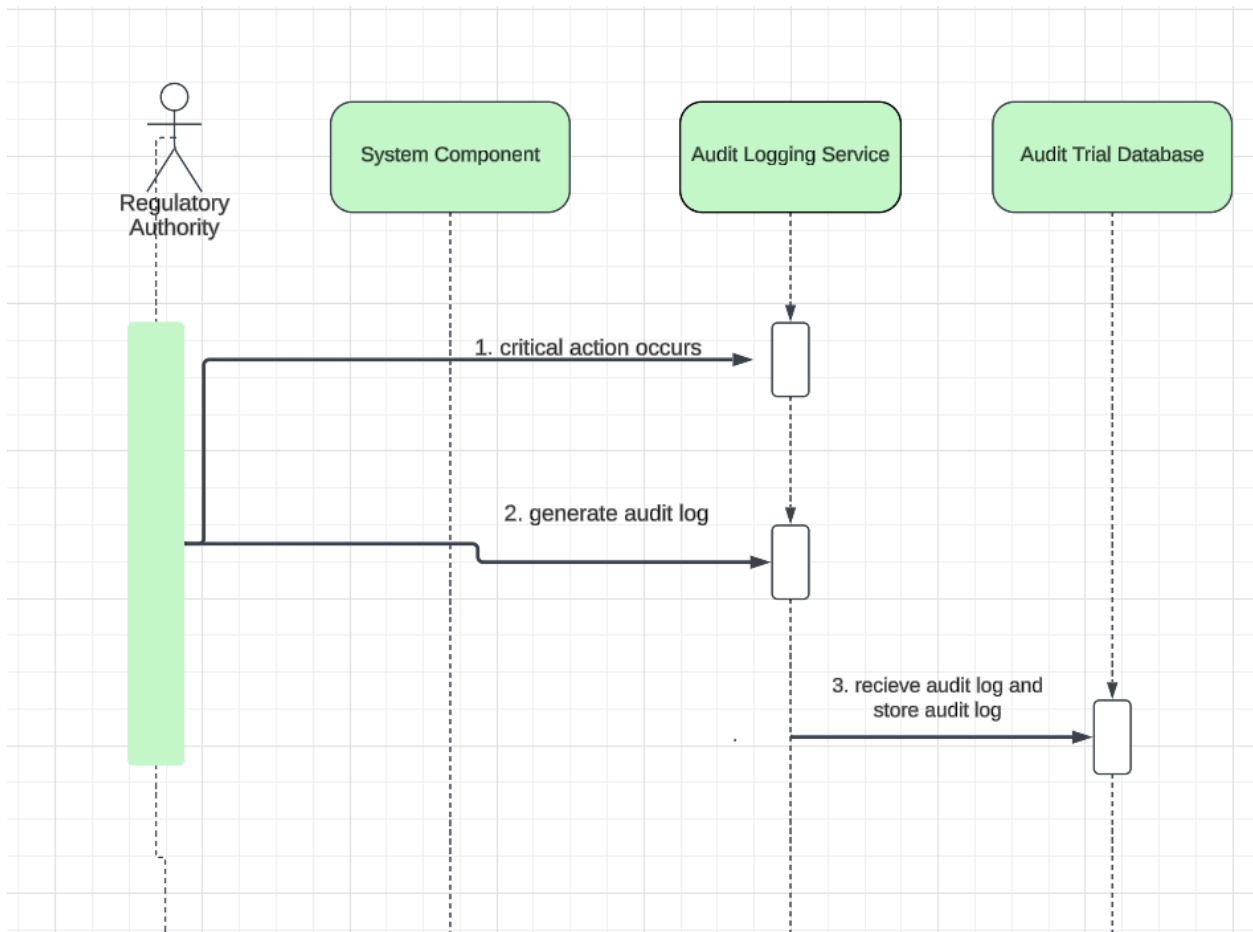 Regulatory
Authority
System Component
Audit Logging Service
Audit Trial Database
1. critical action occurs
2. generate audit log
3. recieve audit log and
store audit log